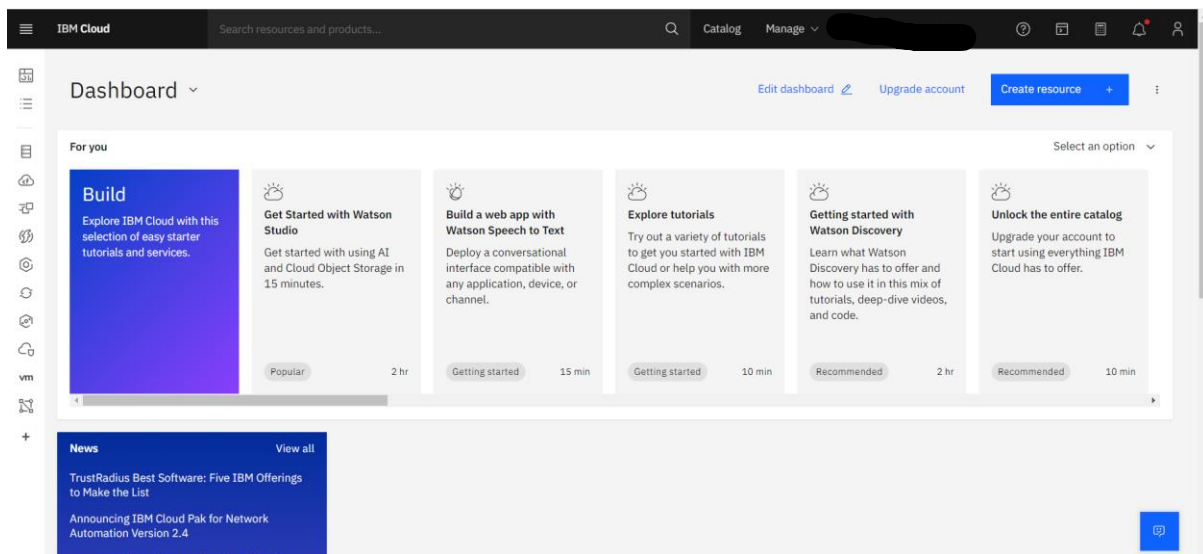 IBM Cloud
Search resources and products...
Catalog
Manage
Dashboard
Edit dashboard
Upgrade account
Create resource +
For you
Select an option
Build
Explore IBM Cloud with this
selection of easy starter
tutorials and services.
Get Started with Watson
Studio
Get started with using AI
and Cloud Object Storage in
15 minutes.
Popular
2 hr
Build a web app with
Watson Speech to Text
Deploy a conversational
interface compatible with
any application, device, or
channel.
Getting started
15 min
Explore tutorials
Try out a variety of tutorials
to get you started with IBM
Cloud or help you with more
complex scenarios.
Getting started
10 min
Getting started with
Watson Discovery
Learn what Watson
Discovery has to offer and
how to use it in this mix of
tutorials, deep-dive videos,
and code.
Recommended
2 hr
Unlock the entire catalog
Upgrade your account to
start using everything IBM
Cloud has to offer.
Recommended
10 min
vm
+
News
View all
TrustRadius Best Software: Five IBM Offerings
to Make the List
Announcing IBM Cloud Pak for Network
Automation Version 2.4